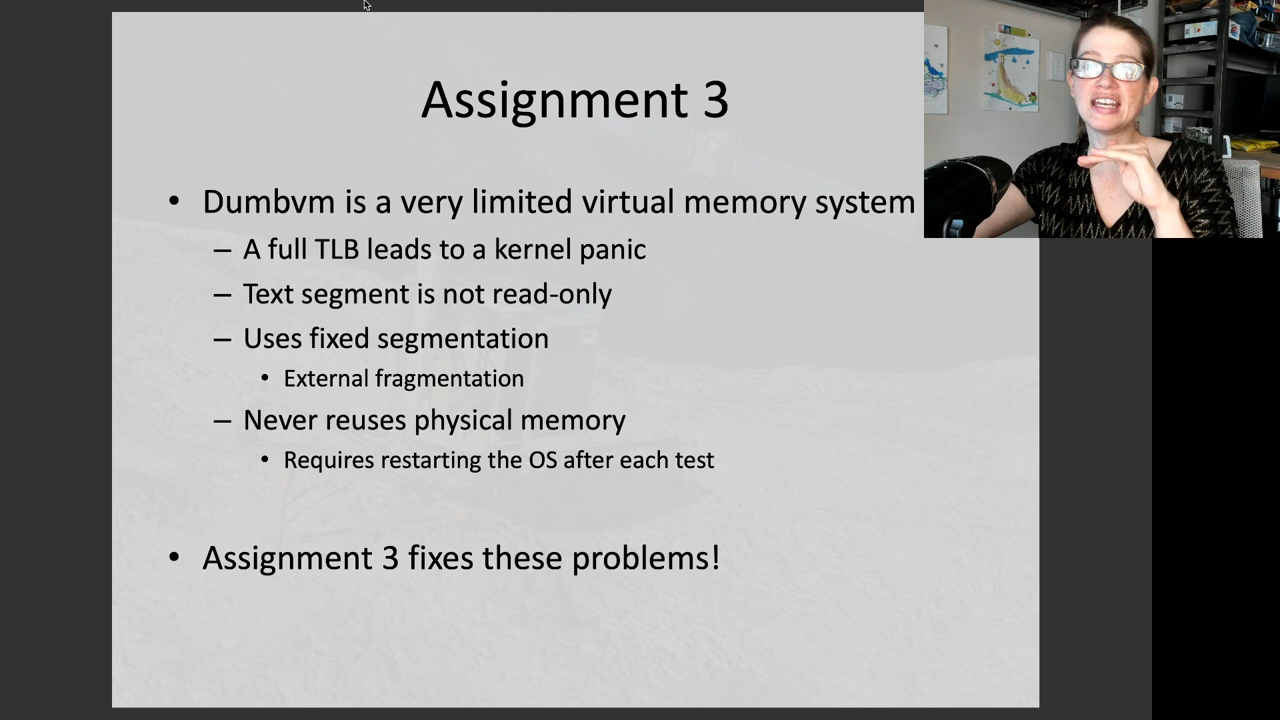 Assignment 3
• Dumbvm is a very limited virtual memory system
– A full TLB leads to a kernel panic
– Text segment is not read-only
– Uses fixed segmentation
• External fragmentation
– Never reuses physical memory
• Requires restarting the OS after each test
• Assignment 3 fixes these problems!